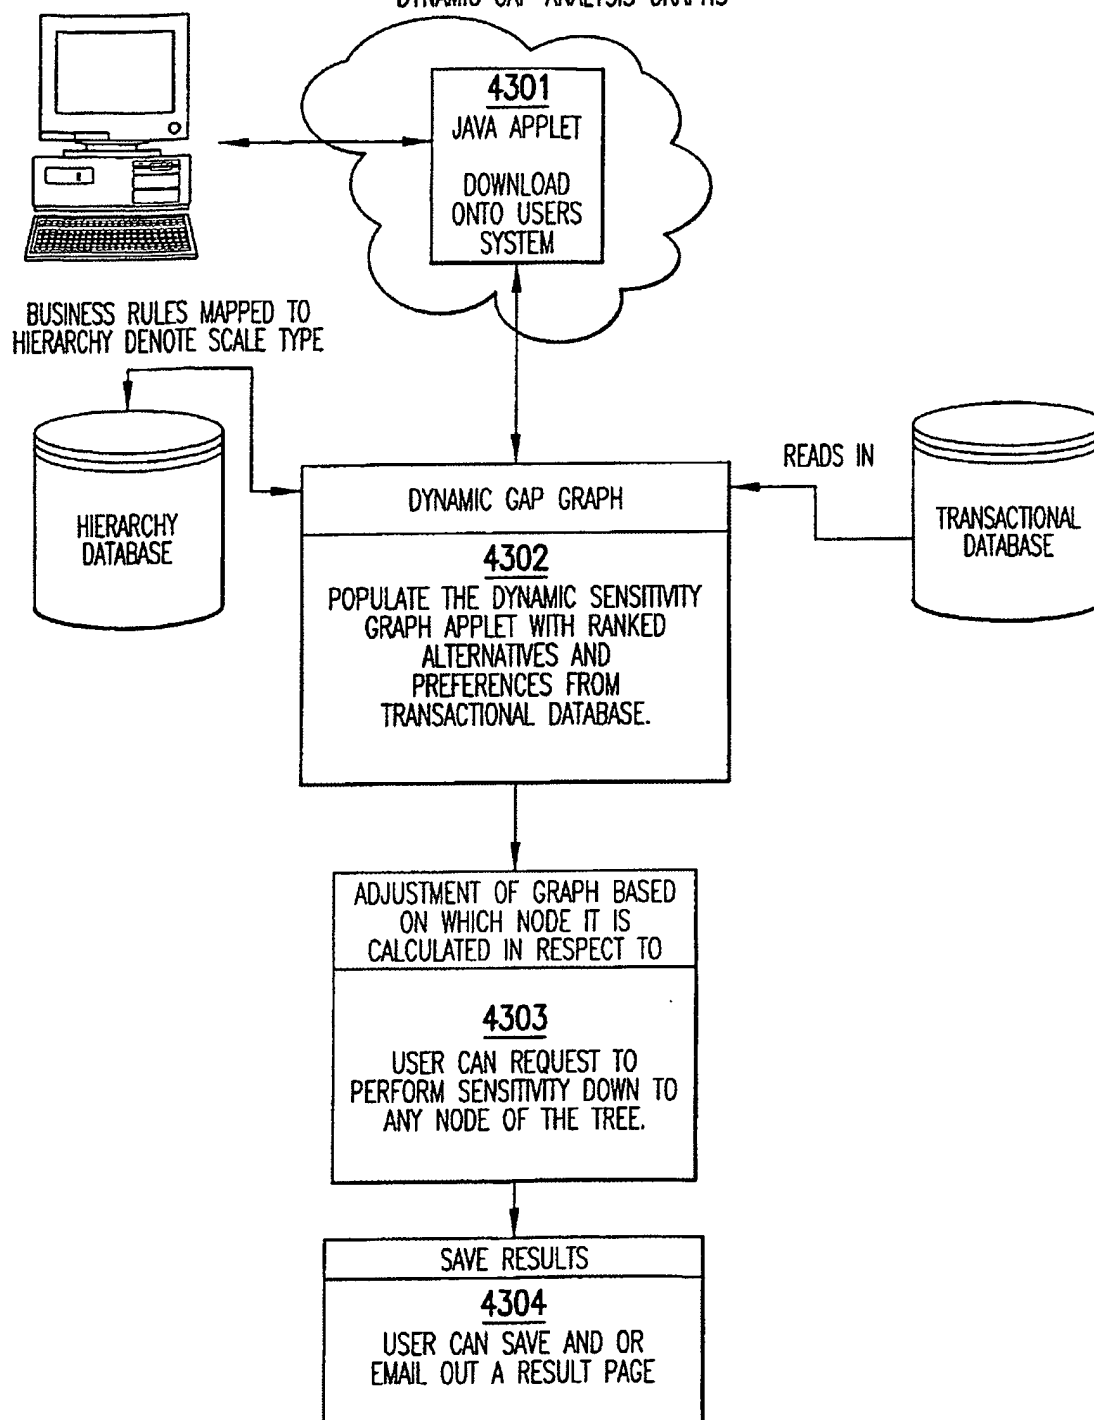 DYNAMIC GAP ANALYSIS GRAPHS
4301
JAVA APPLET
DOWNLOAD
ONTO USERS
SYSTEM
BUSINESS RULES MAPPED TO
HIERARCHY DENOTE SCALE TYPE
HIERARCHY
DATABASE
READS IN
TRANSACTIONAL
DATABASE
DYNAMIC GAP GRAPH
4302
POPULATE THE DYNAMIC SENSITIVITY
GRAPH APPLET WITH RANKED
ALTERNATIVES AND
PREFERENCES FROM
TRANSACTIONAL DATABASE.
ADJUSTMENT OF GRAPH BASED
ON WHICH NODE IT IS
CALCULATED IN RESPECT TO
4303
USER CAN REQUEST TO
PERFORM SENSITIVITY DOWN TO
ANY NODE OF THE TREE.
SAVE RESULTS
4304
USER CAN SAVE AND OR
EMAIL OUT A RESULT PAGE